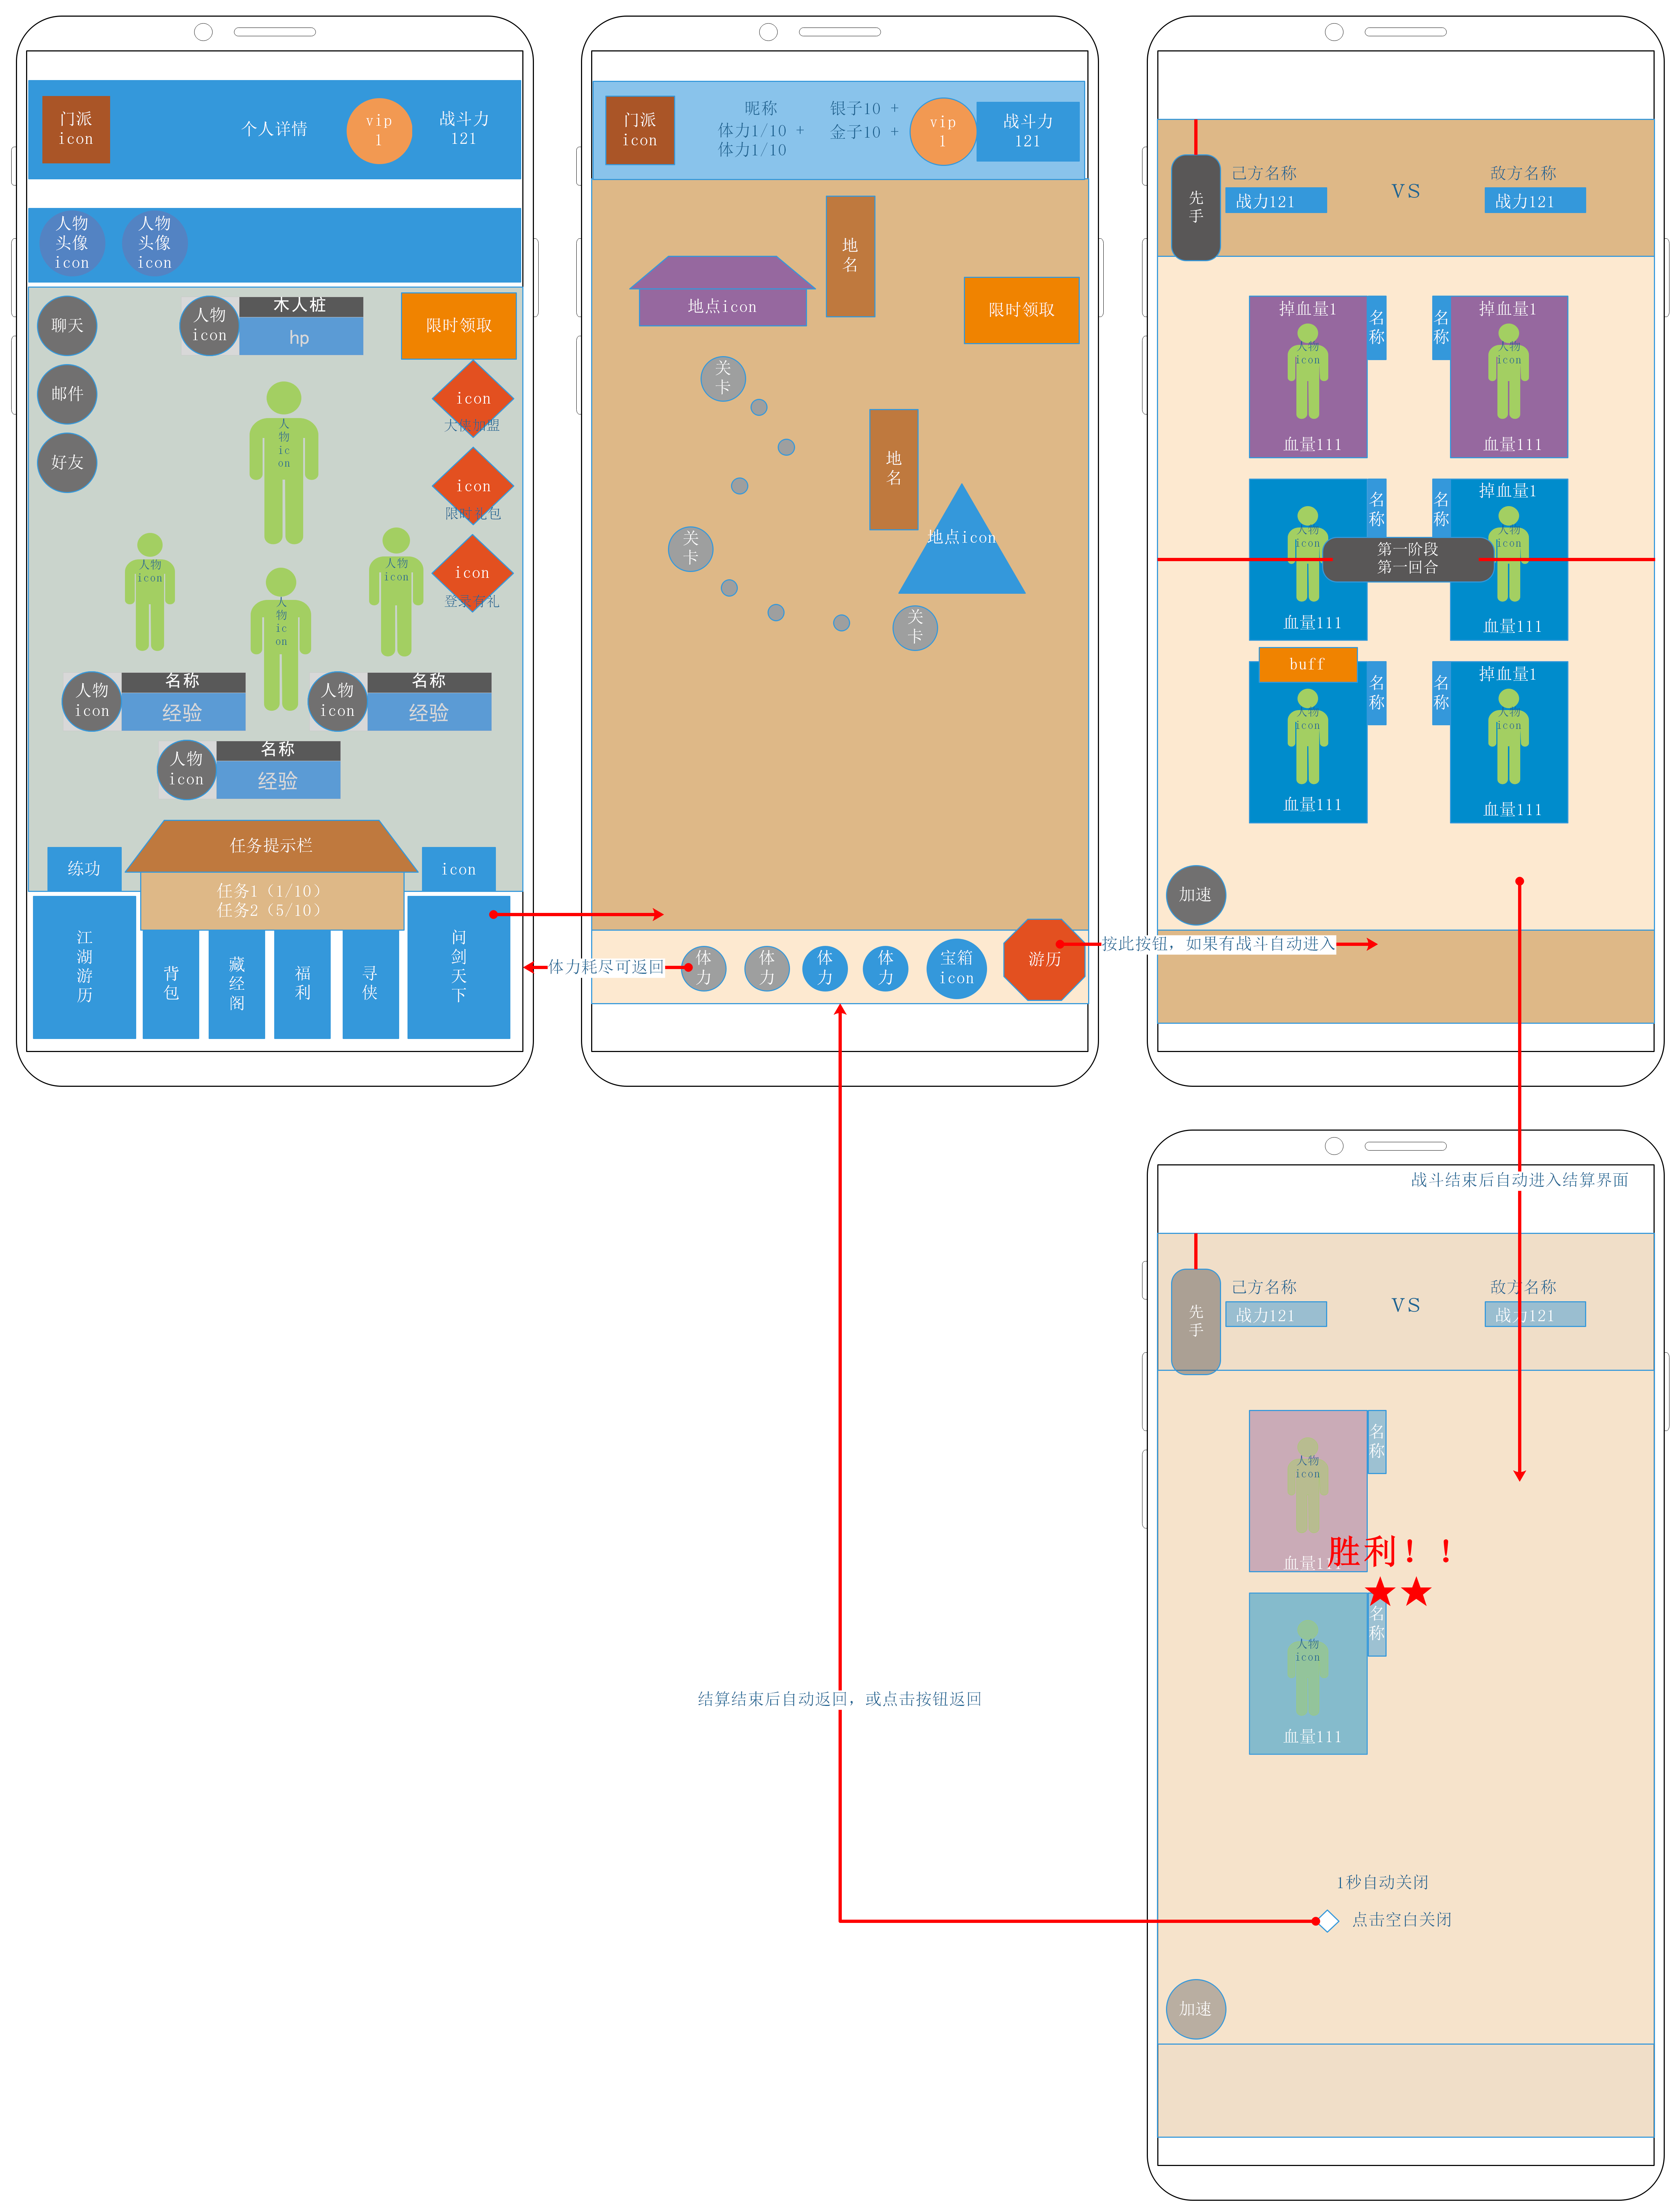 门派
icon
个人详情
vip
1
战斗力
121
人物
头像
icon
人物
头像
icon
聊天
人物
icon
木人桩
hp
限时领取
邮件
icon
大侠加盟
好友
人物
icon
icon
限时礼包
人物
icon
人物
icon
icon
登录有礼
人物
icon
人物
icon
名称
经验
人物
icon
名称
经验
人物
icon
名称
经验
任务提示栏
练功
icon
任务1（1/10）
任务2（5/10）
江湖游历
背包
藏经阁
福利
寻侠
问剑天下
门派
icon
昵称
体力1/10 +
体力1/10
银子10 +
金子10 +
vip
1
战斗力
121
地名
地点icon
限时领取
关卡
地名
关卡
地点icon
关卡
体力耗尽可返回
体力
体力
体力
体力
宝箱
icon
游历
按此按钮，如果有战斗自动进入
先手
己方名称
战力121
VS
敌方名称
战力121
掉血量1
人物
icon
血量111
名称
名称
掉血量1
人物
icon
血量111
人物
icon
血量111
名称
名称
掉血量1
人物
icon
血量111
第一阶段
第一回合
buff
人物
icon
血量111
名称
名称
掉血量1
人物
icon
血量111
加速
战斗结束后自动进入结算界面
先手
己方名称
战力121
VS
敌方名称
战力121
人物
icon
血量111
名称
胜利！！
人物
icon
血量111
名称
结算结束后自动返回，或点击按钮返回
1秒自动关闭
点击空白关闭
加速